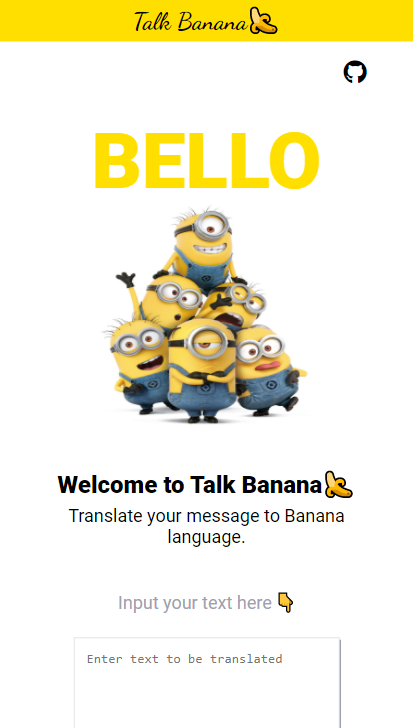 Talk Banana🍌
BELLO
Welcome to Talk Banana🍌
Translate your message to Banana
language.
Input your text here 👇
Enter text to be translated